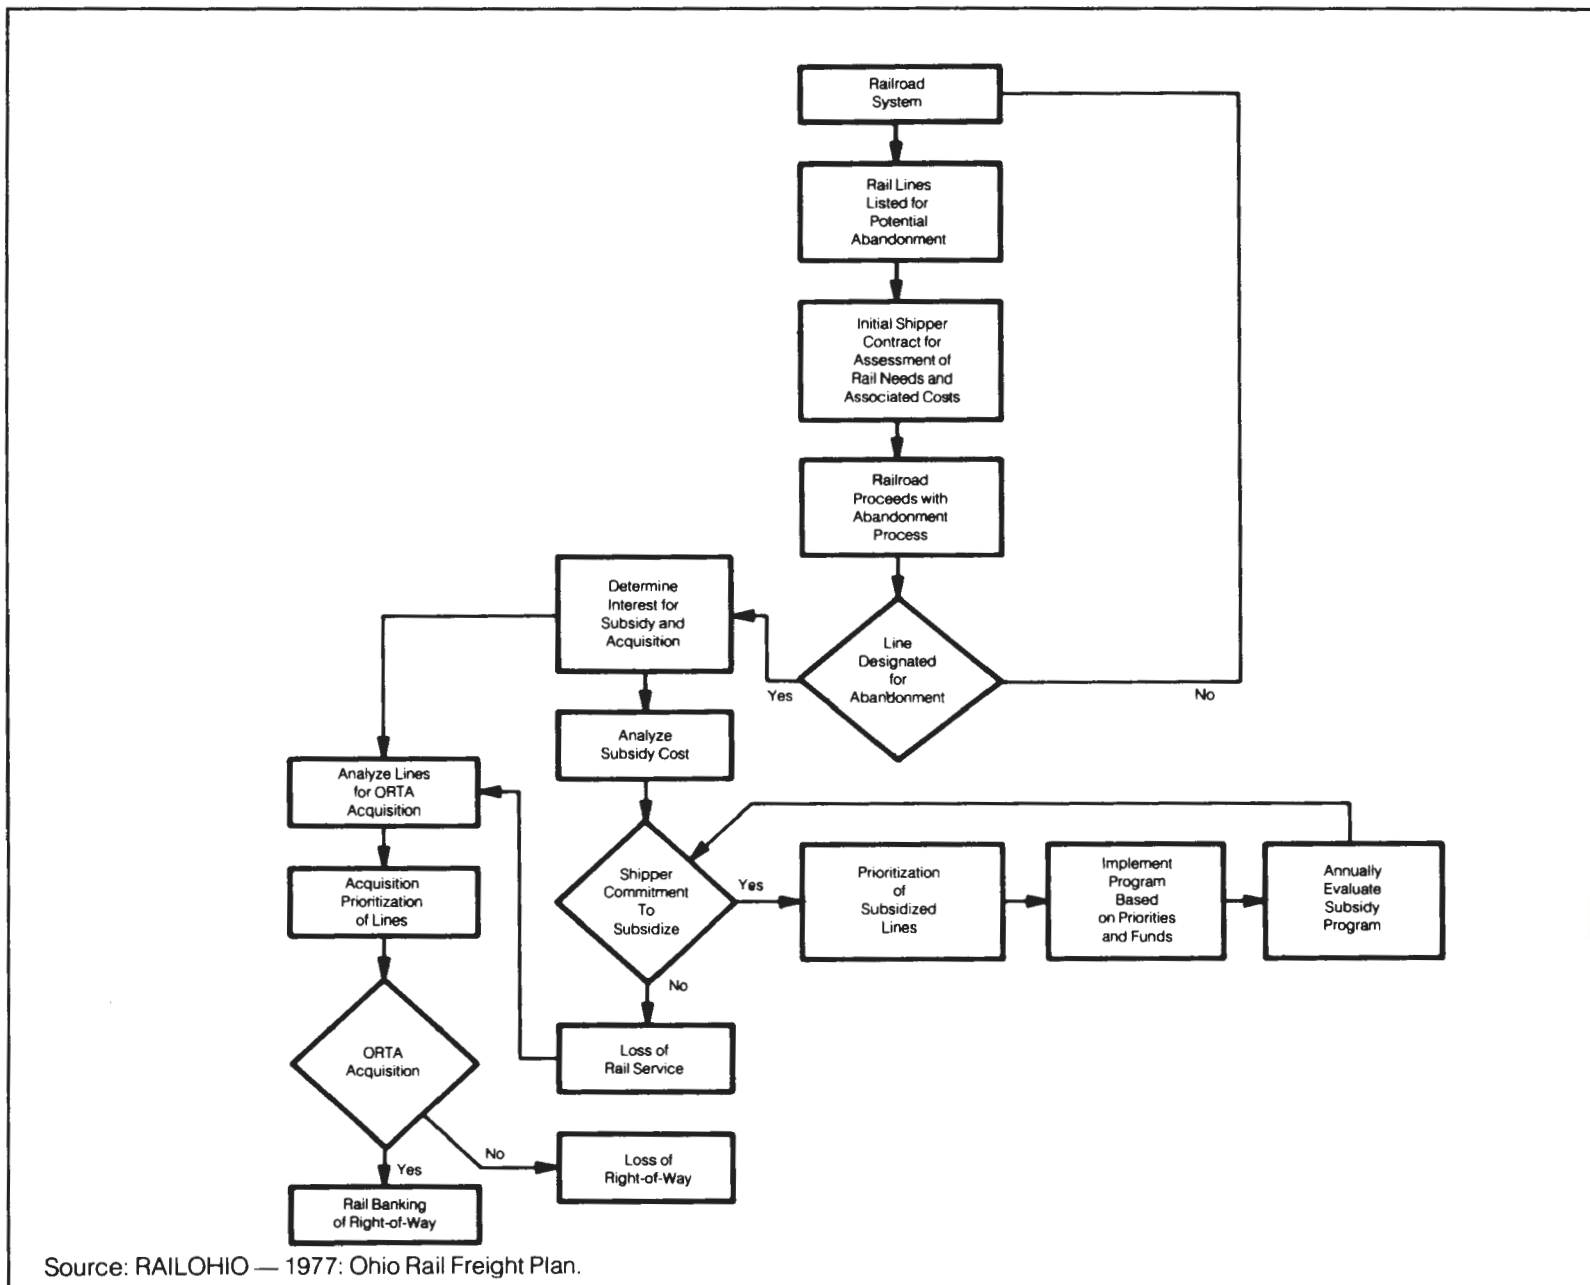 Railroad
System
Rail Lines
Listed for
Potential
Abandonment
Initial Shipper
Contract for
Assessment of
Rail Needs and
Associated Costs
Railroad
Proceeds with
Abandonment
Process
Line
Designated
for
Abandonment
Yes
No
Determine
Interest for
Subsidy and
Acquisition
Analyze
Subsidy Cost
Analyze Lines
for ORTA
Acquisition
Acquisition
Prioritization
of Lines
Shipper
Commitment
To
Subsidize
Yes
No
Prioritization
of
Subsidized
Lines
Implement
Program
Based
on Priorities
and Funds
Annually
Evaluate
Subsidy
Program
Loss of
Rail Service
ORTA
Acquisition
No
Yes
Loss of
Right-of-Way
Rail Banking
of Right-of-Way
Source: RAILOHIO — 1977: Ohio Rail Freight Plan.